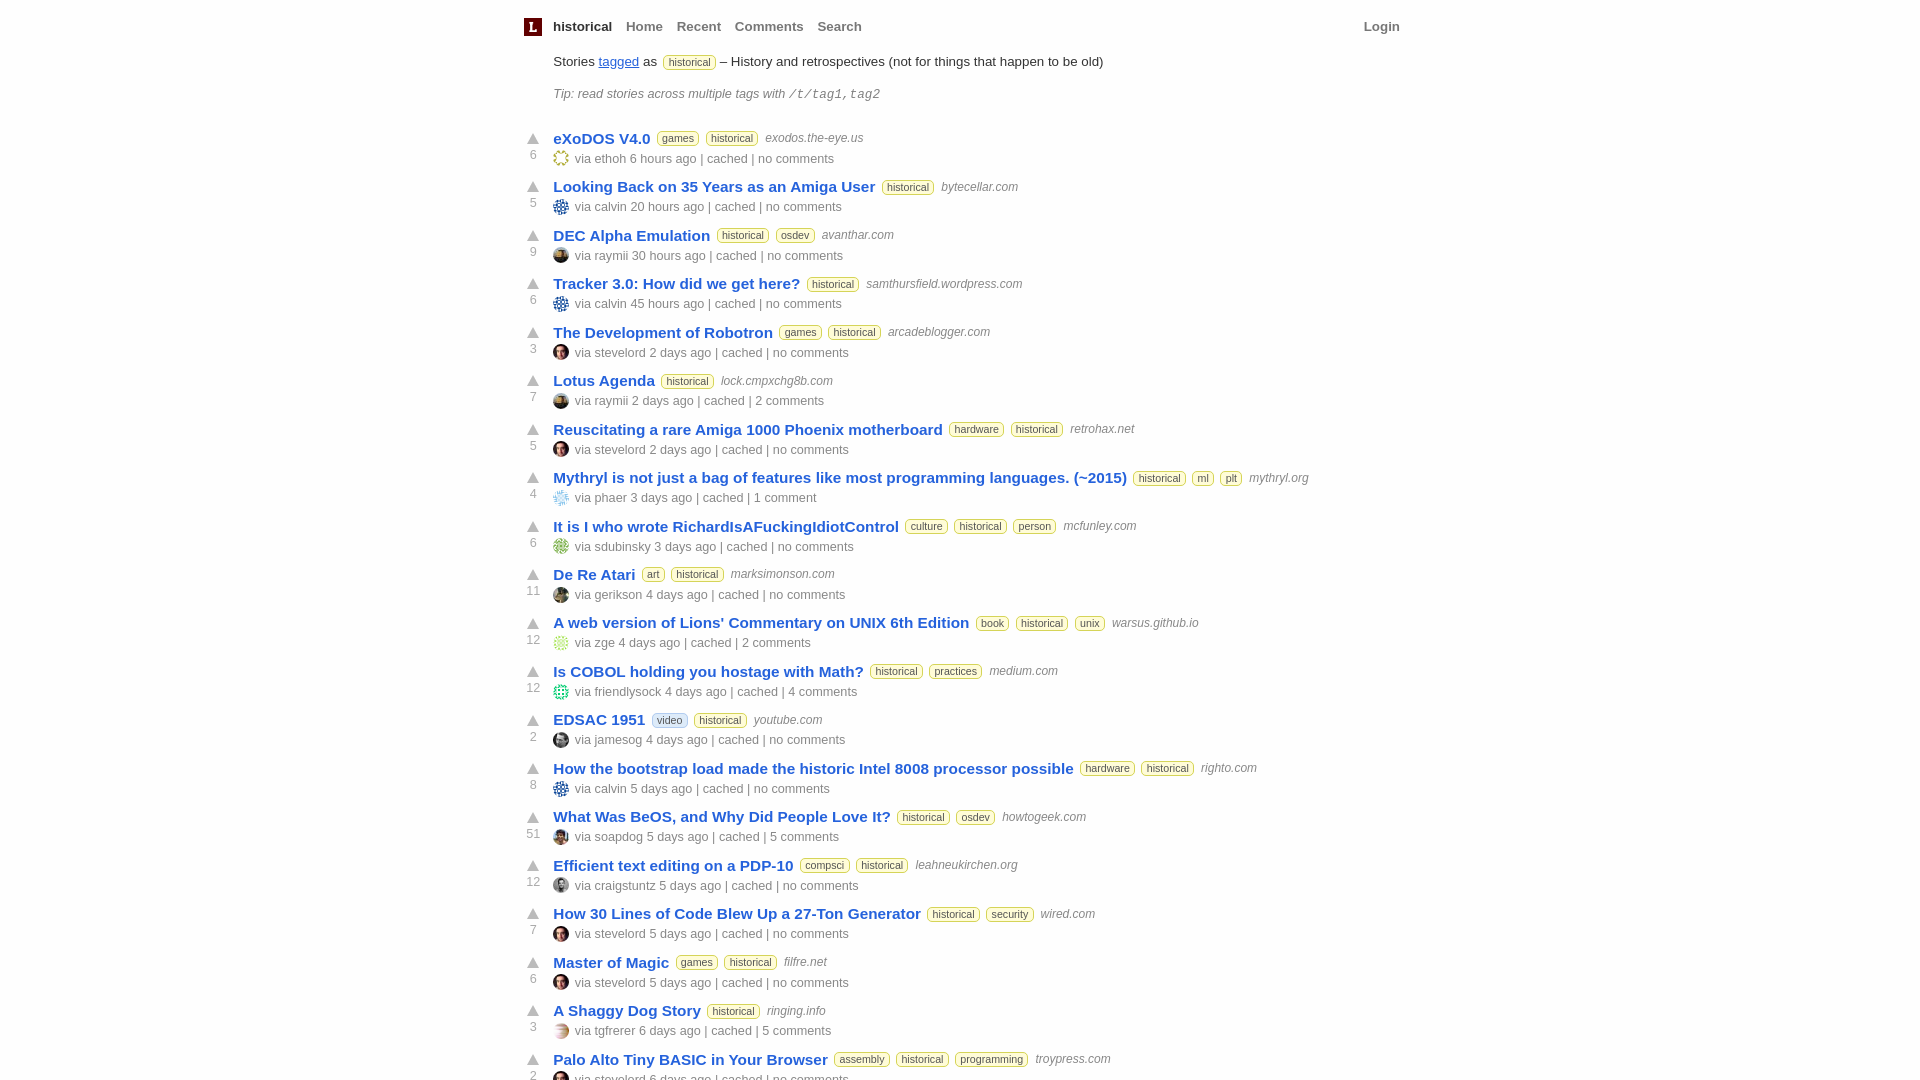 L historical Home Recent Comments Search Login
Stories tagged as historical – History and retrospectives (not for things that happen to be old)
Tip: read stories across multiple tags with /t/tag1,tag2
eXoDOS V4.0 games historical exodos.the-eye.us
6 via ethoh 6 hours ago | cached | no comments
Looking Back on 35 Years as an Amiga User historical bytecellar.com
5 via calvin 20 hours ago | cached | no comments
DEC Alpha Emulation historical osdev avanthar.com
9 via raymii 30 hours ago | cached | no comments
Tracker 3.0: How did we get here? historical samthursfield.wordpress.com
6 via calvin 45 hours ago | cached | no comments
The Development of Robotron games historical arcadeblogger.com
3 via stevelord 2 days ago | cached | no comments
Lotus Agenda historical lock.cmpxchg8b.com
7 via raymii 2 days ago | cached | 2 comments
Reuscitating a rare Amiga 1000 Phoenix motherboard hardware historical retrohax.net
5 via stevelord 2 days ago | cached | no comments
Mythryl is not just a bag of features like most programming languages. (~2015) historical ml plt mythryl.org
4 via phaer 3 days ago | cached | 1 comment
It is I who wrote RichardIsAFuckingIdiotControl culture historical person mcfunley.com
6 via sdubinsky 3 days ago | cached | no comments
De Re Atari art historical marksimonson.com
11 via gerikson 4 days ago | cached | no comments
A web version of Lions' Commentary on UNIX 6th Edition book historical unix warsus.github.io
12 via zge 4 days ago | cached | 2 comments
Is COBOL holding you hostage with Math? historical practices medium.com
12 via friendlysock 4 days ago | cached | 4 comments
EDSAC 1951 video historical youtube.com
2 via jamesog 4 days ago | cached | no comments
How the bootstrap load made the historic Intel 8008 processor possible hardware historical righto.com
8 via calvin 5 days ago | cached | no comments
What Was BeOS, and Why Did People Love It? historical osdev howtogeek.com
51 via soapdog 5 days ago | cached | 5 comments
Efficient text editing on a PDP-10 compsci historical leahneukirchen.org
12 via craigstuntz 5 days ago | cached | no comments
How 30 Lines of Code Blew Up a 27-Ton Generator historical security wired.com
7 via stevelord 5 days ago | cached | no comments
Master of Magic games historical filfre.net
6 via stevelord 5 days ago | cached | no comments
A Shaggy Dog Story historical ringing.info
3 via tgfrerer 6 days ago | cached | 5 comments
Palo Alto Tiny BASIC in Your Browser assembly historical programming troypress.com
2 via stevelord 6 days ago | cached | no comments